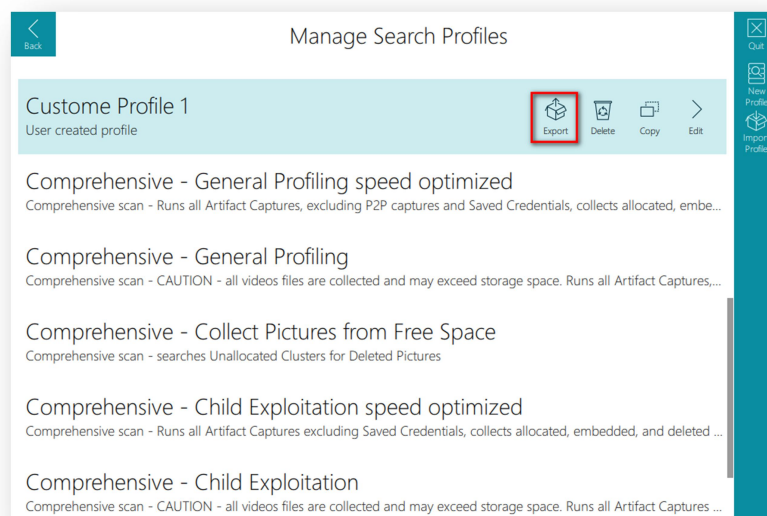 Back
Manage Search Profiles
Quit
New
Profile
Import
Profile
Custome Profile 1
User created profile
Export
Delete
Copy
Edit
Comprehensive - General Profiling speed optimized
Comprehensive scan - Runs all Artifact Captures, excluding P2P captures and Saved Credentials, collects allocated, embe...
Comprehensive - General Profiling
Comprehensive scan - CAUTION - all videos files are collected and may exceed storage space. Runs all Artifact Captures,...
Comprehensive - Collect Pictures from Free Space
Comprehensive scan - searches Unallocated Clusters for Deleted Pictures
Comprehensive - Child Exploitation speed optimized
Comprehensive scan - Runs all Artifact Captures excluding Saved Credentials, collects allocated, embedded, and deleted ...
Comprehensive - Child Exploitation
Comprehensive scan - CAUTION - all videos files are collected and may exceed storage space. Runs all Artifact Captures ...